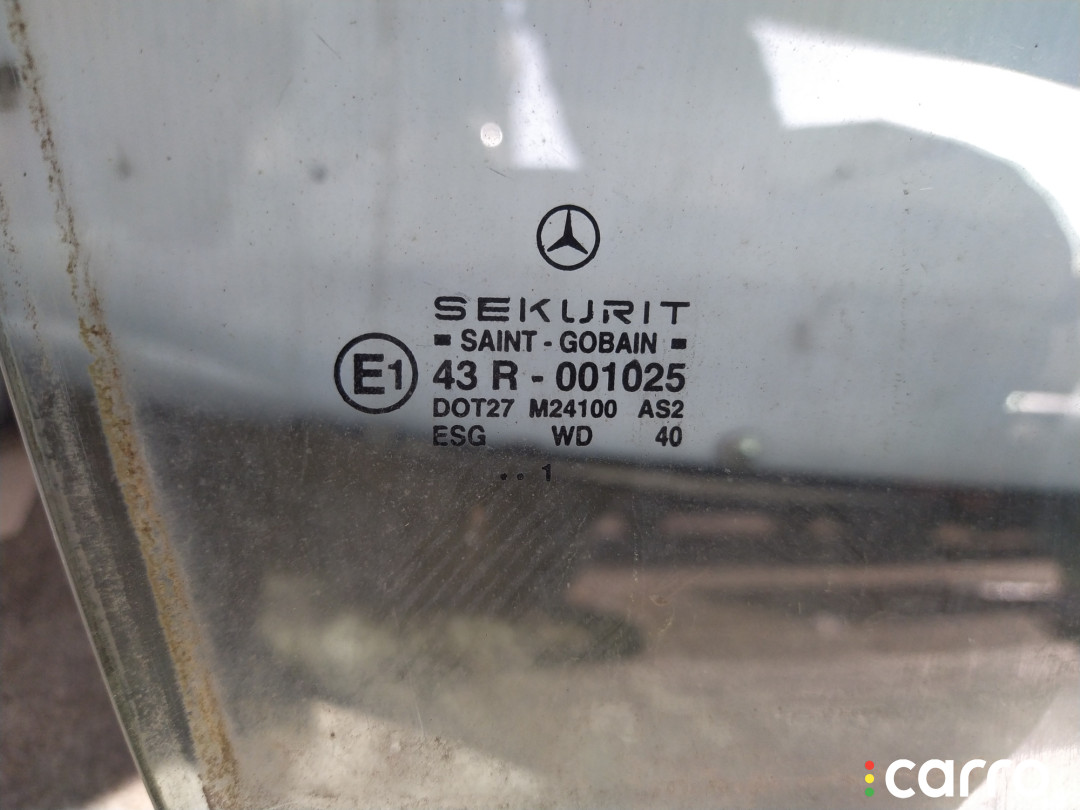 SEKURIT
▪ SAINT - GOBAIN ▪
E1 43 R - 001025
DOT27 M24100 AS2
ESG WD 40
.. 1
carro